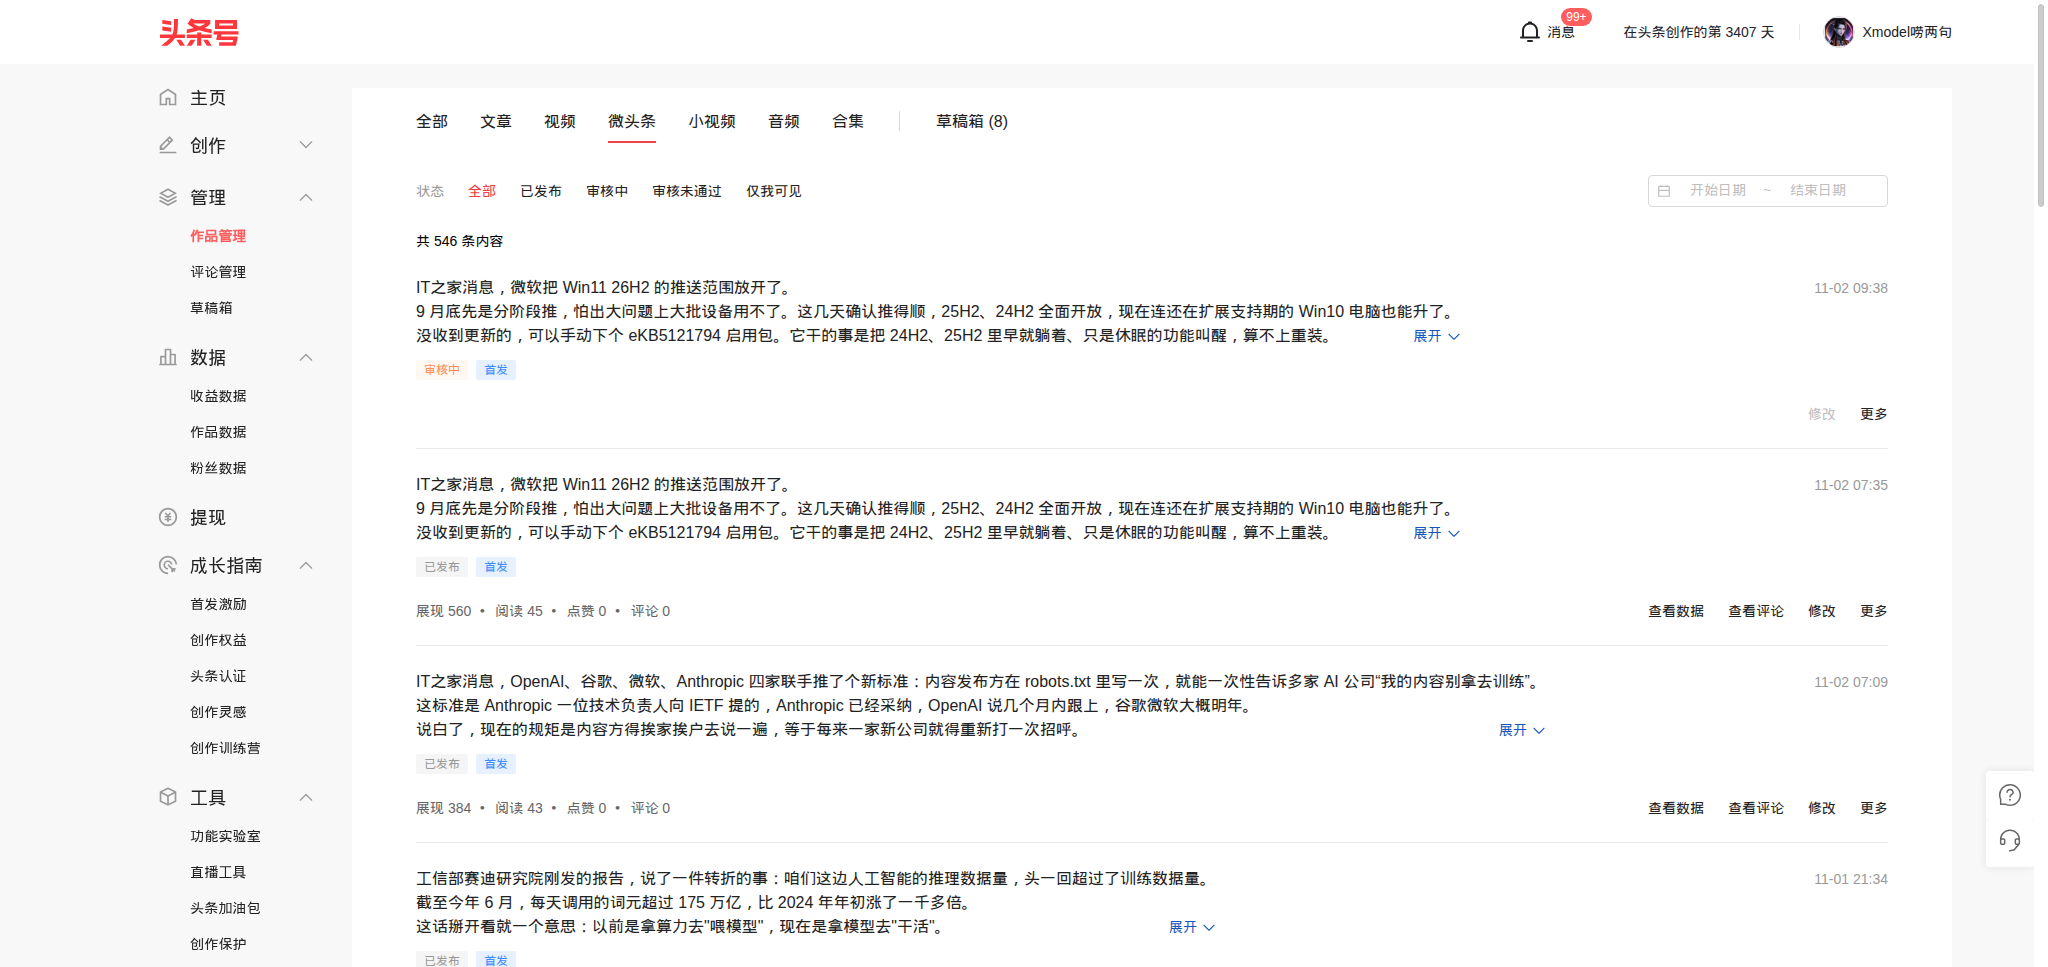 头条号
消息
99+
在头条创作的第 3407 天
Xmodel唠两句
主页
创作
管理
作品管理
评论管理
草稿箱
数据
收益数据
作品数据
粉丝数据
提现
成长指南
首发激励
创作权益
头条认证
创作灵感
创作训练营
工具
功能实验室
直播工具
头条加油包
创作保护
全部 文章 视频 微头条 小视频 音频 合集 草稿箱 (8)
状态 全部 已发布 审核中 审核未通过 仅我可见
开始日期 ~ 结束日期
共 546 条内容
IT之家消息，微软把 Win11 26H2 的推送范围放开了。
11-02 09:38
9 月底先是分阶段推，怕出大问题上大批设备用不了。这几天确认推得顺，25H2、24H2 全面开放，现在连还在扩展支持期的 Win10 电脑也能升了。
没收到更新的，可以手动下个 eKB5121794 启用包。它干的事是把 24H2、25H2 里早就躺着、只是休眠的功能叫醒，算不上重装。 展开
审核中 首发
修改 更多
IT之家消息，微软把 Win11 26H2 的推送范围放开了。
11-02 07:35
9 月底先是分阶段推，怕出大问题上大批设备用不了。这几天确认推得顺，25H2、24H2 全面开放，现在连还在扩展支持期的 Win10 电脑也能升了。
没收到更新的，可以手动下个 eKB5121794 启用包。它干的事是把 24H2、25H2 里早就躺着、只是休眠的功能叫醒，算不上重装。 展开
已发布 首发
展现 560 • 阅读 45 • 点赞 0 • 评论 0
查看数据 查看评论 修改 更多
IT之家消息，OpenAI、谷歌、微软、Anthropic 四家联手推了个新标准：内容发布方在 robots.txt 里写一次，就能一次性告诉多家 AI 公司“我的内容别拿去训练”。
11-02 07:09
这标准是 Anthropic 一位技术负责人向 IETF 提的，Anthropic 已经采纳，OpenAI 说几个月内跟上，谷歌微软大概明年。
说白了，现在的规矩是内容方得挨家挨户去说一遍，等于每来一家新公司就得重新打一次招呼。 展开
已发布 首发
展现 384 • 阅读 43 • 点赞 0 • 评论 0
查看数据 查看评论 修改 更多
工信部赛迪研究院刚发的报告，说了一件转折的事：咱们这边人工智能的推理数据量，头一回超过了训练数据量。
11-01 21:34
截至今年 6 月，每天调用的词元超过 175 万亿，比 2024 年年初涨了一千多倍。
这话掰开看就一个意思：以前是拿算力去"喂模型"，现在是拿模型去"干活"。 展开
已发布 首发